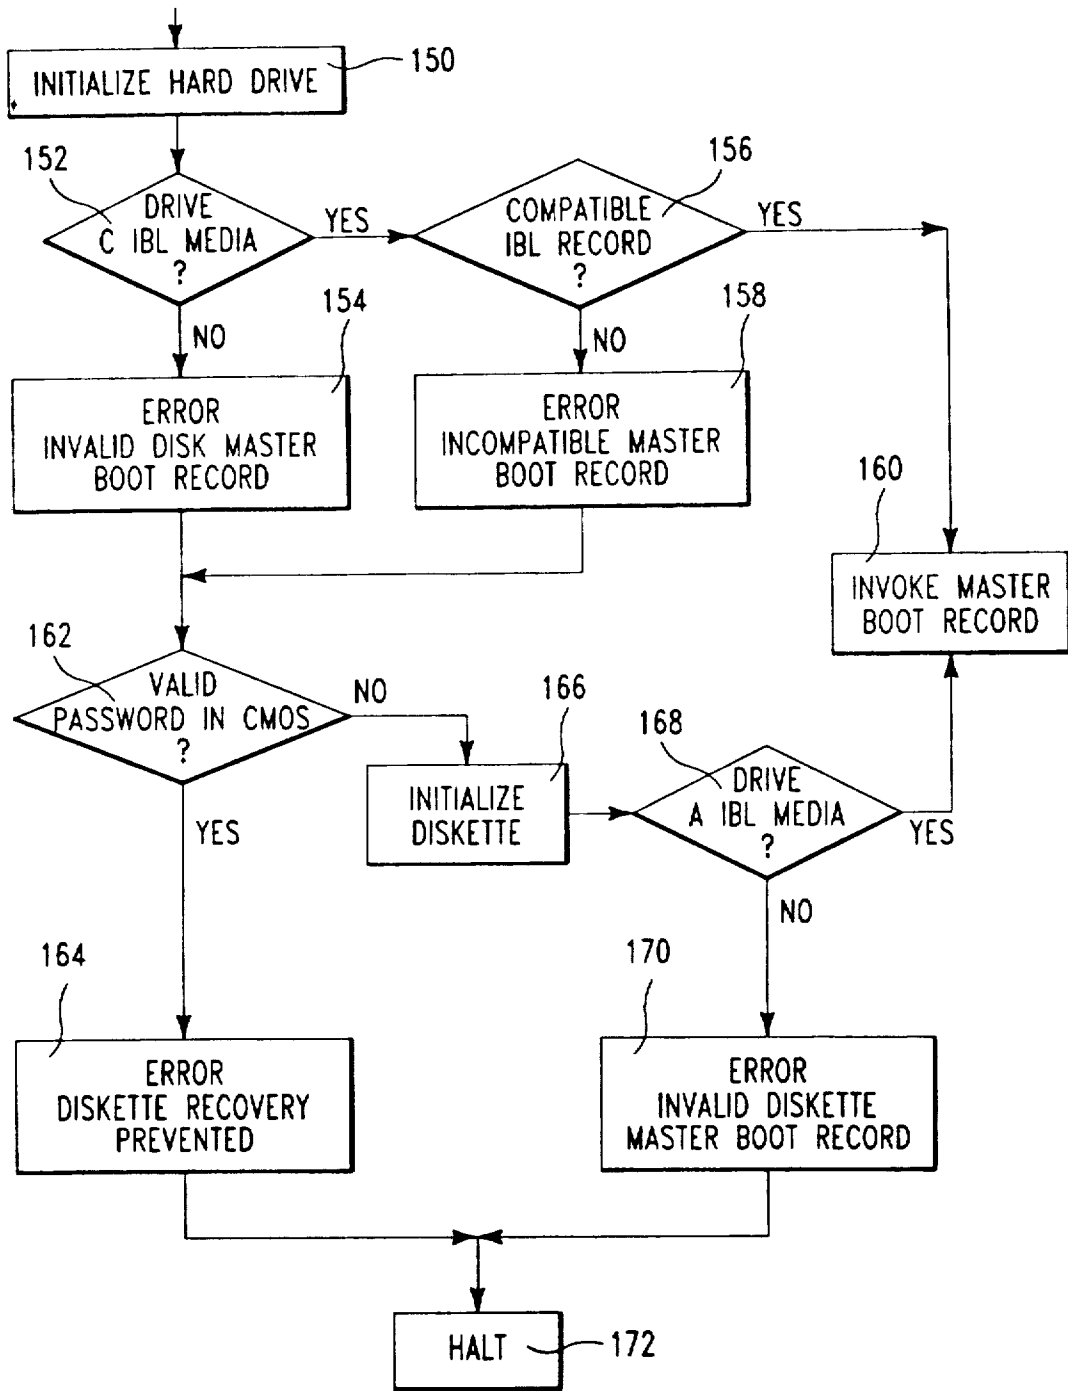 150
INITIALIZE HARD DRIVE
152
DRIVE
C IBL MEDIA
?
YES
156
COMPATIBLE
IBL RECORD
?
YES
NO
154
NO
158
ERROR
INVALID DISK MASTER
BOOT RECORD
ERROR
INCOMPATIBLE MASTER
BOOT RECORD
160
INVOKE MASTER
BOOT RECORD
162
VALID
PASSWORD IN CMOS
?
NO
YES
166
INITIALIZE
DISKETTE
168
DRIVE
A IBL MEDIA
?
YES
NO
164
ERROR
DISKETTE RECOVERY
PREVENTED
170
ERROR
INVALID DISKETTE
MASTER BOOT RECORD
HALT
172